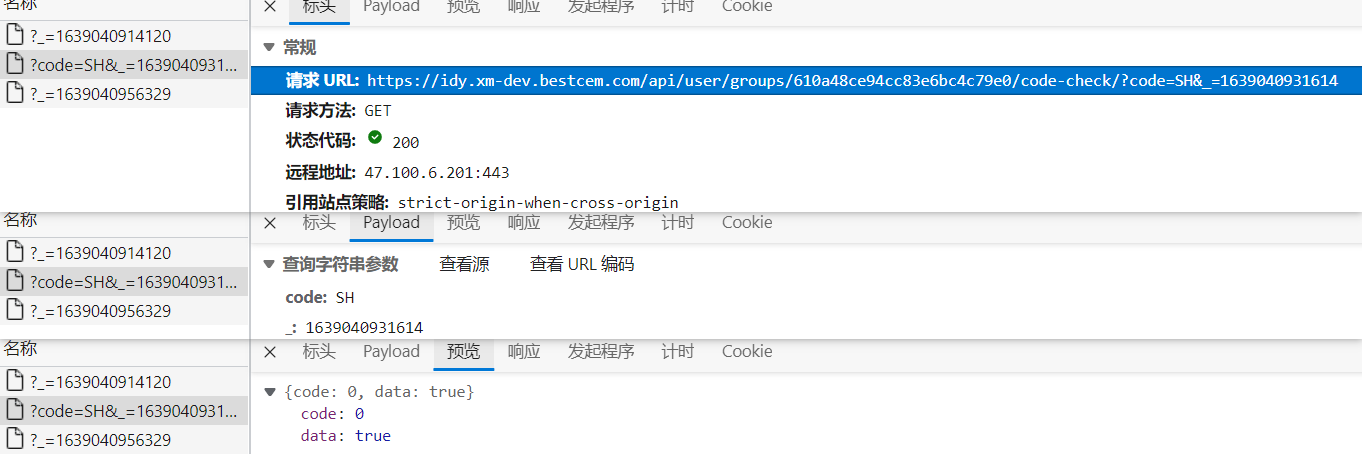 名称
标头 Payload 预览 响应 发起程序 计时 Cookie
?_=1639040914120
?code=SH&_=1639040931...
?_=1639040956329
常规
请求 URL: https://idy.xm-dev.bestcem.com/api/user/groups/610a48ce94cc83e6bc4c79e0/code-check/?code=SH&_=1639040931614
请求方法: GET
状态代码: 200
远程地址: 47.100.6.201:443
引用站点策略: strict-origin-when-cross-origin
名称
标头 Payload 预览 响应 发起程序 计时 Cookie
?_=1639040914120
?code=SH&_=1639040931...
?_=1639040956329
查询字符串参数 查看源 查看 URL 编码
code: SH
_: 1639040931614
名称
标头 Payload 预览 响应 发起程序 计时 Cookie
?_=1639040914120
?code=SH&_=1639040931...
?_=1639040956329
{code: 0, data: true}
code: 0
data: true